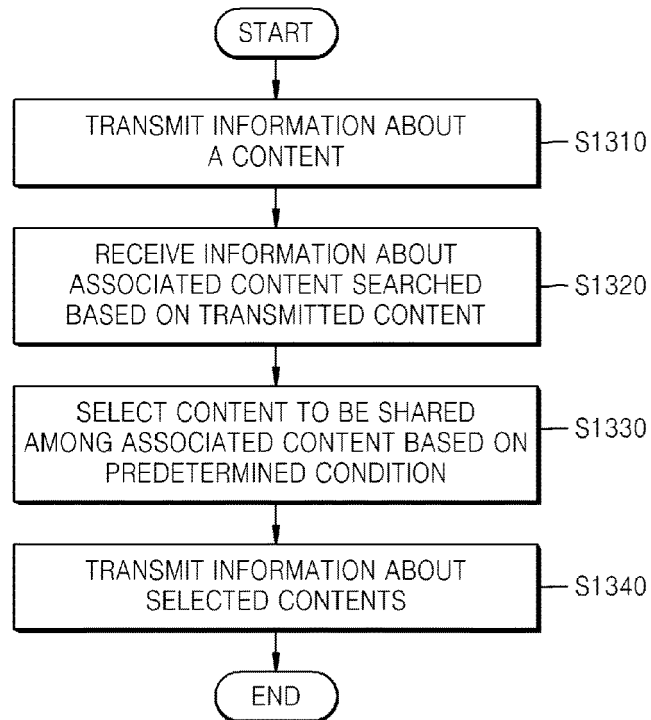 START
TRANSMIT INFORMATION ABOUT
A CONTENT
S1310
RECEIVE INFORMATION ABOUT
ASSOCIATED CONTENT SEARCHED
BASED ON TRANSMITTED CONTENT
S1320
SELECT CONTENT TO BE SHARED
AMONG ASSOCIATED CONTENT BASED ON
PREDETERMINED CONDITION
S1330
TRANSMIT INFORMATION ABOUT
SELECTED CONTENTS
S1340
END